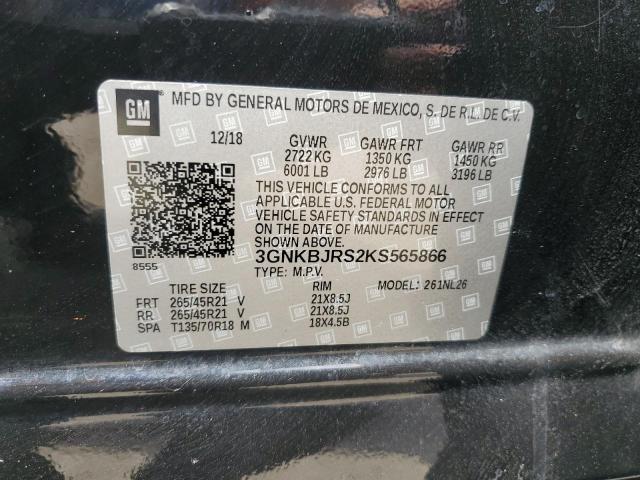 GM MFD BY GENERAL MOTORS DE MEXICO, S. DE R.L. DE C.V.
12/18 GVWR GAWR FRT GAWR RR
2722 KG 1350 KG 1450 KG
6001 LB 2976 LB 3196 LB
THIS VEHICLE CONFORMS TO ALL
APPLICABLE U.S. FEDERAL MOTOR
VEHICLE SAFETY STANDARDS IN EFFECT
ON THE DATE OF MANUFACTURE
SHOWN ABOVE.
8555 3GNKBJRS2KS565866
TYPE: M.P.V. MODEL: 261NL26
TIRE SIZE RIM
FRT 265/45R21 V 21X8.5J
RR 265/45R21 V 21X8.5J
SPA T135/70R18 M 18X4.5B